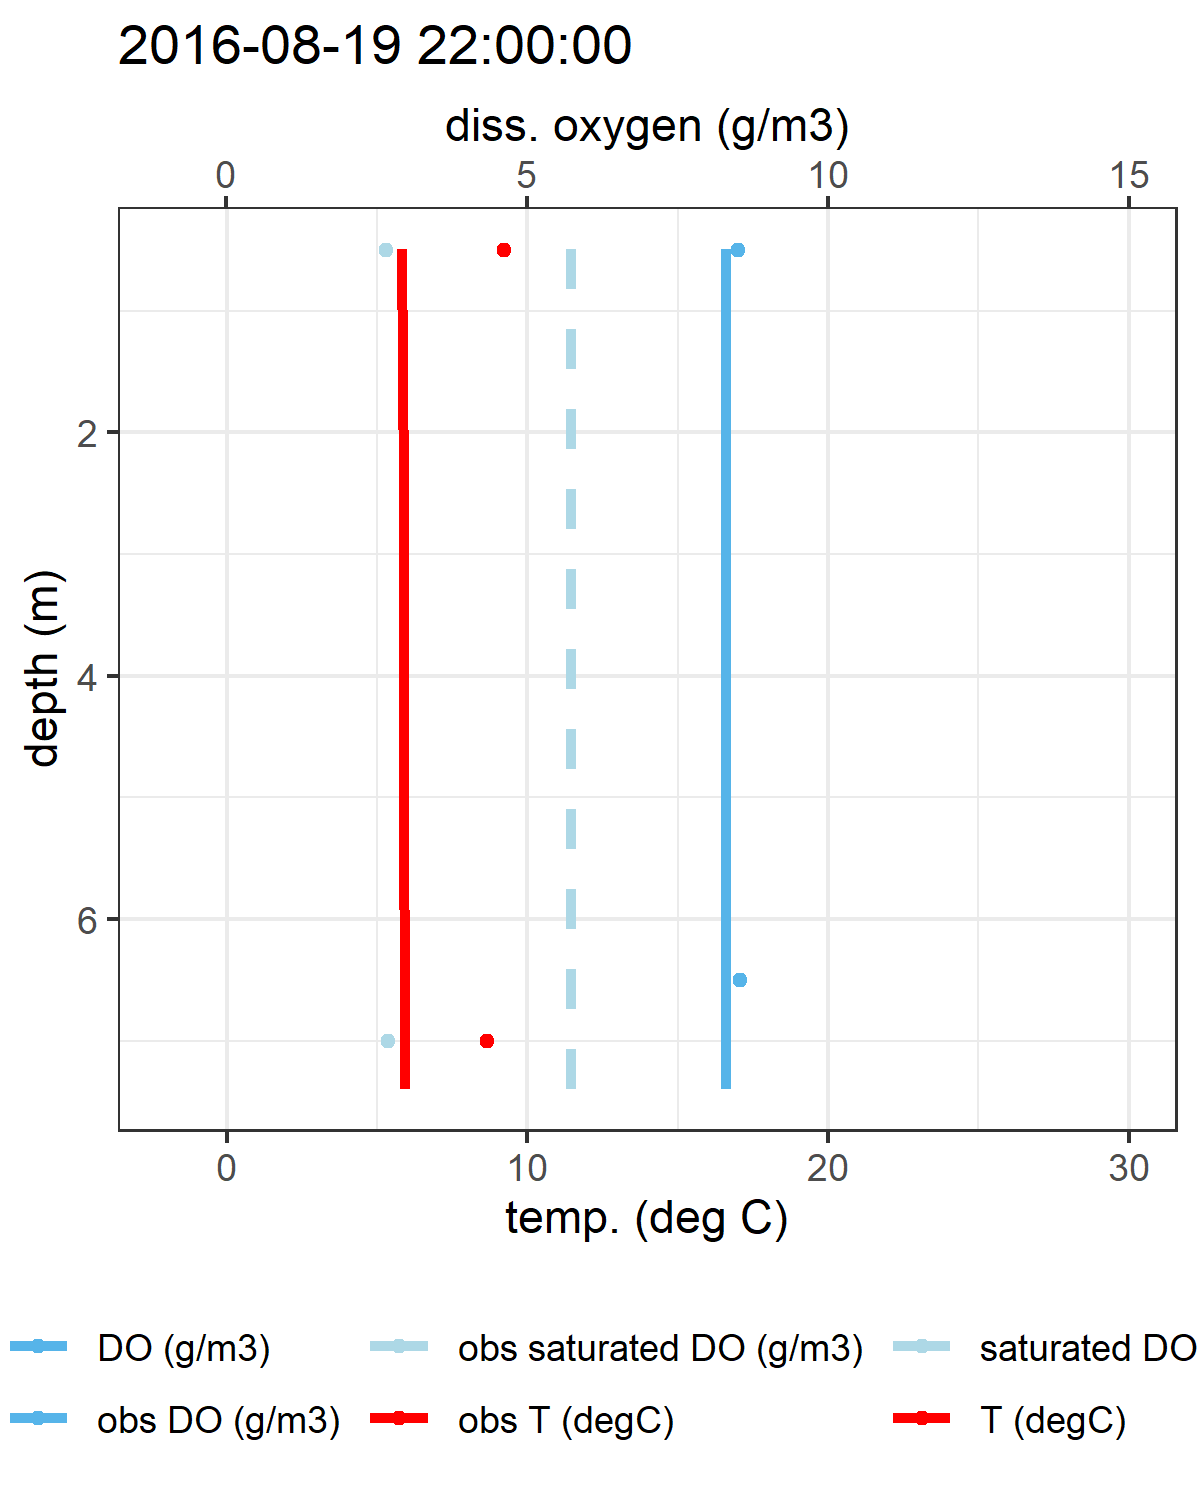 2016-08-19 22:00:00
diss. oxygen (g/m3)
0 5 10 15
depth (m)
2
4
6
0 10 20 30
temp. (deg C)
DO (g/m3) obs saturated DO (g/m3) saturated DO
obs DO (g/m3) obs T (degC) T (degC)